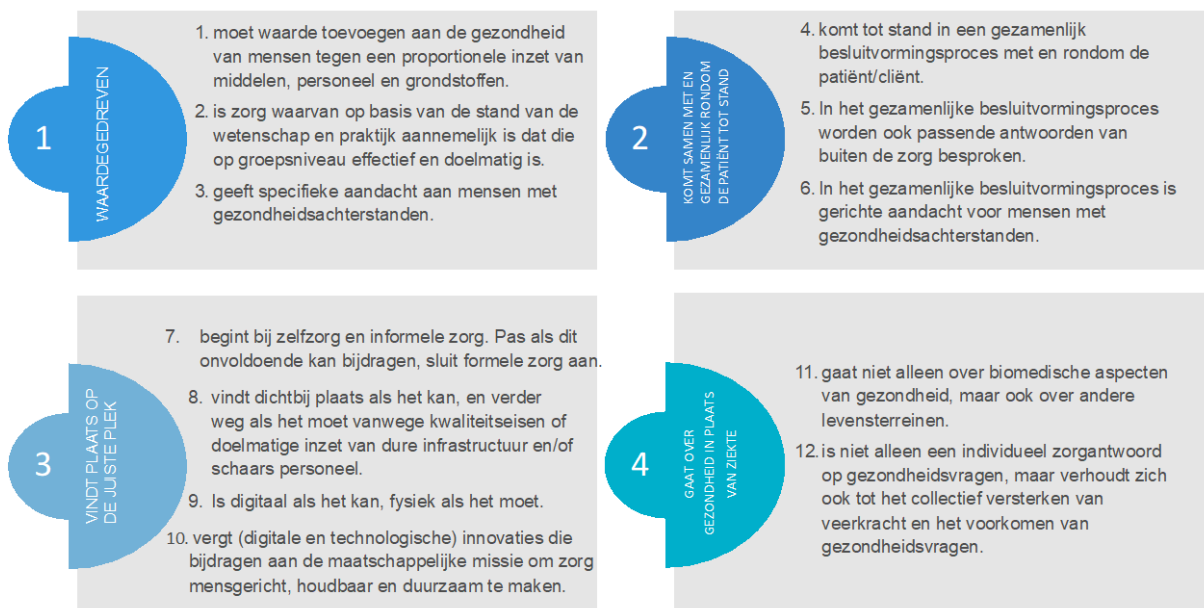 1
WAARDEGEDREVEN
1. moet waarde toevoegen aan de gezondheid
van mensen tegen een proportionele inzet van
middelen, personeel en grondstoffen.
2. is zorg waarvan op basis van de stand van de
wetenschap en praktijk aannemelijk is dat die
op groepsniveau effectief en doelmatig is.
3. geeft specifieke aandacht aan mensen met
gezondheidsachterstanden.
2
KOMT SAMEN MET EN
GEZAMENLIJK RONDOM
DE PATIËNT TOT STAND
4. komt tot stand in een gezamenlijk
besluitvormingsproces met en rondom de
patiënt/cliënt.
5. In het gezamenlijke besluitvormingsproces
worden ook passende antwoorden van
buiten de zorg besproken.
6. In het gezamenlijke besluitvormingsproces is
gerichte aandacht voor mensen met
gezondheidsachterstanden.
3
VINDT PLAATS OP
DE JUISTE PLEK
7. begint bij zelfzorg en informele zorg. Pas als dit
onvoldoende kan bijdragen, sluit formele zorg aan.
8. vindt dichtbij plaats als het kan, en verder
weg als het moet vanwege kwaliteitseisen of
doelmatige inzet van dure infrastructuur en/of
schaars personeel.
9. Is digitaal als het kan, fysiek als het moet.
10. vergt (digitale en technologische) innovaties die
bijdragen aan de maatschappelijke missie om zorg
mensgericht, houdbaar en duurzaam te maken.
4
GAAT OVER
GEZONDHEID IN PLAATS
VAN ZIEKTE
11. gaat niet alleen over biomedische aspecten
van gezondheid, maar ook over andere
levensterreinen.
12. is niet alleen een individueel zorgantwoord
op gezondheidsvragen, maar verhoudt zich
ook tot het collectief versterken van
veerkracht en het voorkomen van
gezondheidsvragen.